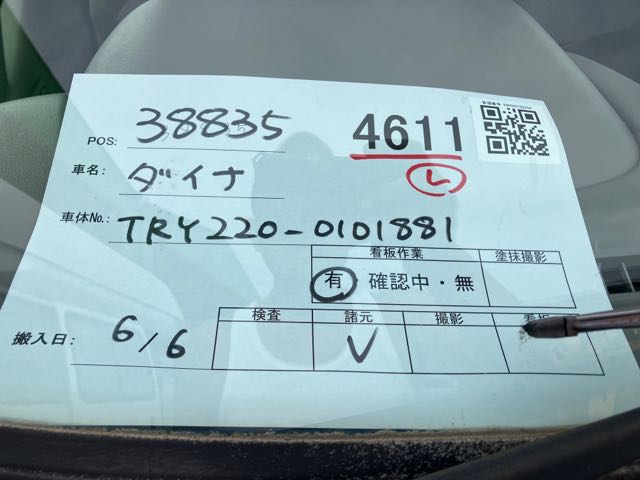 POS: 38835 4611
レ
車名: ダイナ
車体No.: TRY220-0101881
看板作業 塗抹撮影
有 確認中・無
搬入日: 6/6
検査 諸元 撮影
V